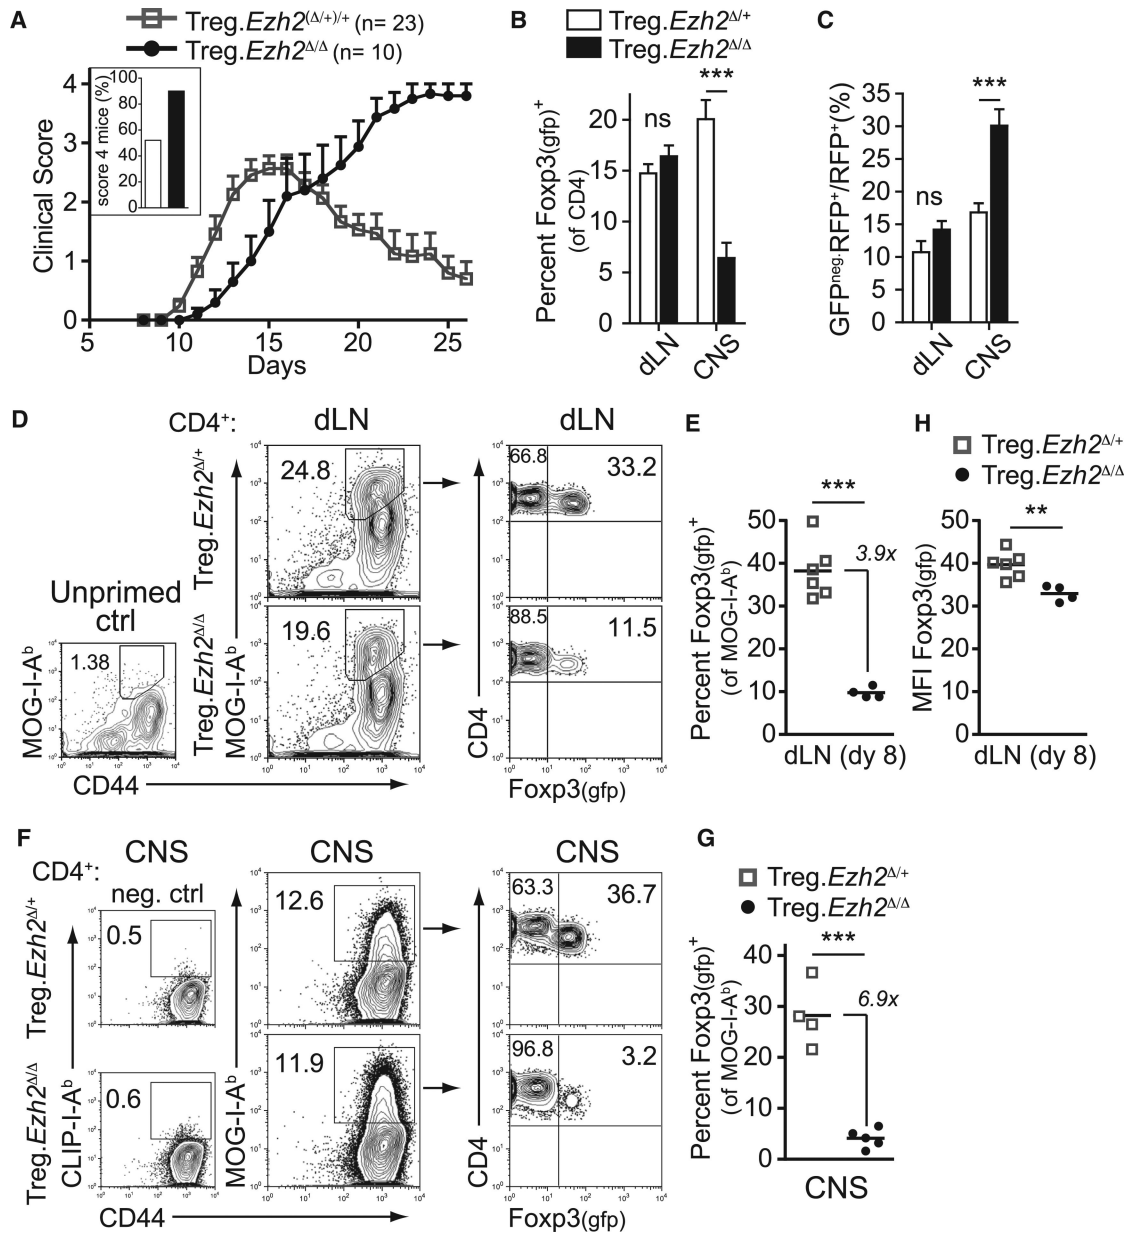 A
Treg.Ezh2(Δ/+)/+ (n= 23)
Treg.Ezh2Δ/Δ (n= 10)
Clinical Score
4
3
2
1
0
5
10
15
20
25
Days
score 4 mice (%)
100
80
60
40
20
0
B
Treg.Ezh2Δ/+
Treg.Ezh2Δ/Δ
Percent Foxp3(gfp)+
(of CD4)
20
15
10
5
0
ns
***
dLN
CNS
C
GFPneg.RFP+/RFP+(%)
35
30
25
20
15
10
5
0
ns
***
dLN
CNS
D
CD4+:
dLN
dLN
Treg.Ezh2Δ/+
24.8
66.8
33.2
Unprimed
ctrl
1.38
MOG-I-Ab
CD44
Treg.Ezh2Δ/Δ
MOG-I-Ab
19.6
88.5
11.5
CD4
Foxp3(gfp)
E
***
3.9x
Percent Foxp3(gfp)+
(of MOG-I-Ab)
50
40
30
20
10
0
dLN (dy 8)
H
Treg.Ezh2Δ/+
Treg.Ezh2Δ/Δ
**
MFI Foxp3(gfp)
50
40
30
20
10
0
dLN (dy 8)
F
CD4+:
CNS
neg. ctrl
CNS
CNS
Treg.Ezh2Δ/+
0.5
12.6
63.3
36.7
Treg.Ezh2Δ/Δ
0.6
11.9
96.8
3.2
CLIP-I-Ab
MOG-I-Ab
CD4
CD44
Foxp3(gfp)
G
Treg.Ezh2Δ/+
Treg.Ezh2Δ/Δ
***
6.9x
Percent Foxp3(gfp)+
(of MOG-I-Ab)
40
30
20
10
0
CNS